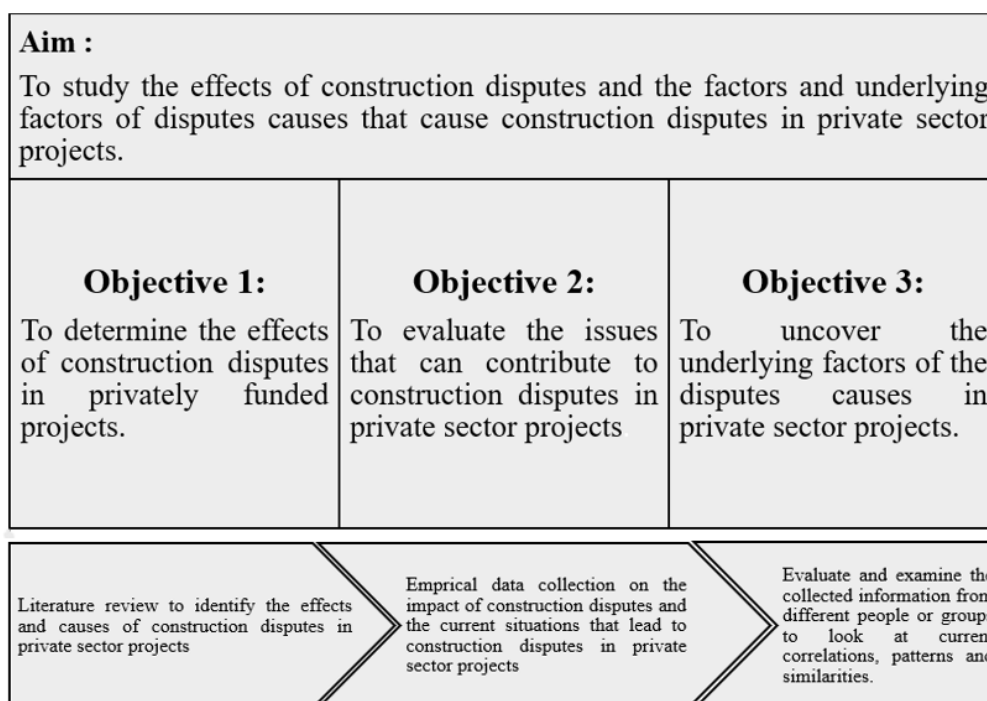 Aim :
To study the effects of construction disputes and the factors and underlying
factors of disputes causes that cause construction disputes in private sector
projects.
Objective 1:
To determine the effects
of construction disputes
in privately funded
projects.
Objective 2:
To evaluate the issues
that can contribute to
construction disputes in
private sector projects
Objective 3:
To uncover the
underlying factors of the
disputes causes in
private sector projects.
Literature review to identify the effects
and causes of construction disputes in
private sector projects
Emprical data collection on the
impact of construction disputes and
the current situations that lead to
construction disputes in private
sector projects
Evaluate and examine the
collected information from
different people or group
to look at curren
correlations, patterns and
similarities.